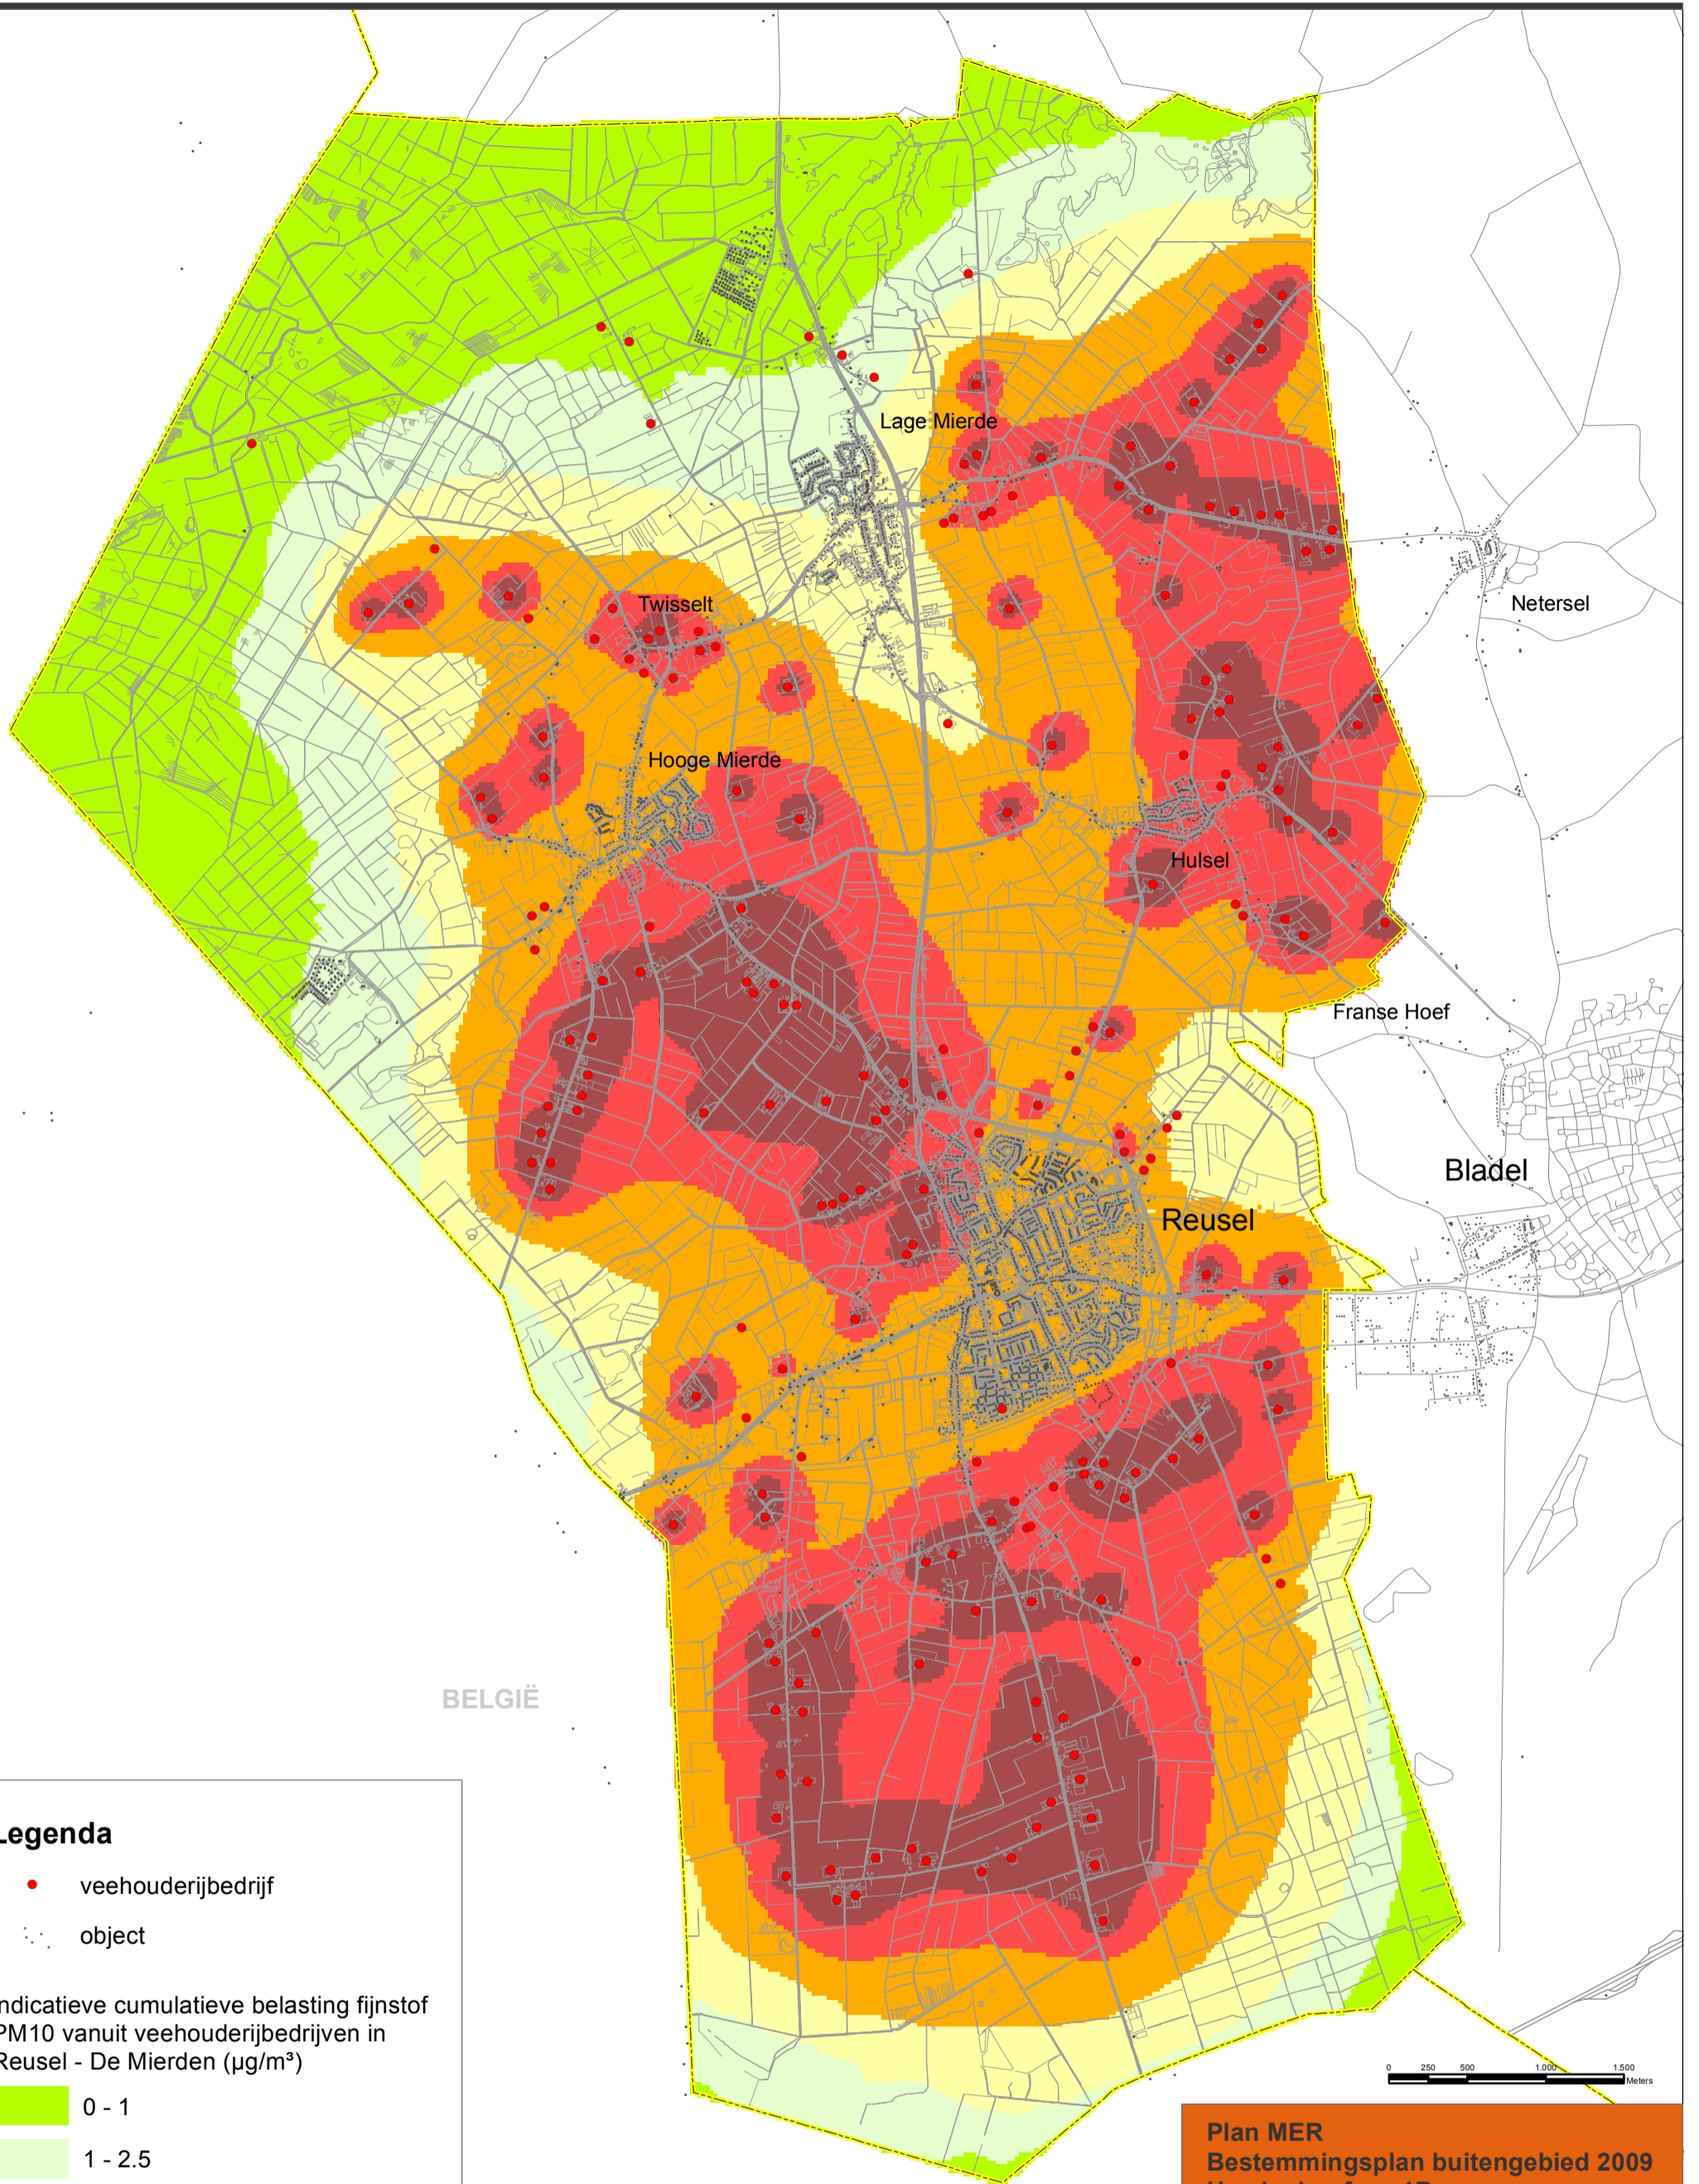 Lage Mierde
Netersel
Twisselt
Hooge Mierde
Hulsel
Franse Hoef
Bladel
Reusel
BELGIË
Legenda
veehouderijbedrijf
object
ndicatieve cumulatieve belasting fijnstof
PM10 vanuit veehouderijbedrijven in
Reusel - De Mierden (µg/m³)
0 - 1
1 - 2.5
0 250 500 1.000 1.500
Meters
Plan MER
Bestemmingsplan buitengebied 2009